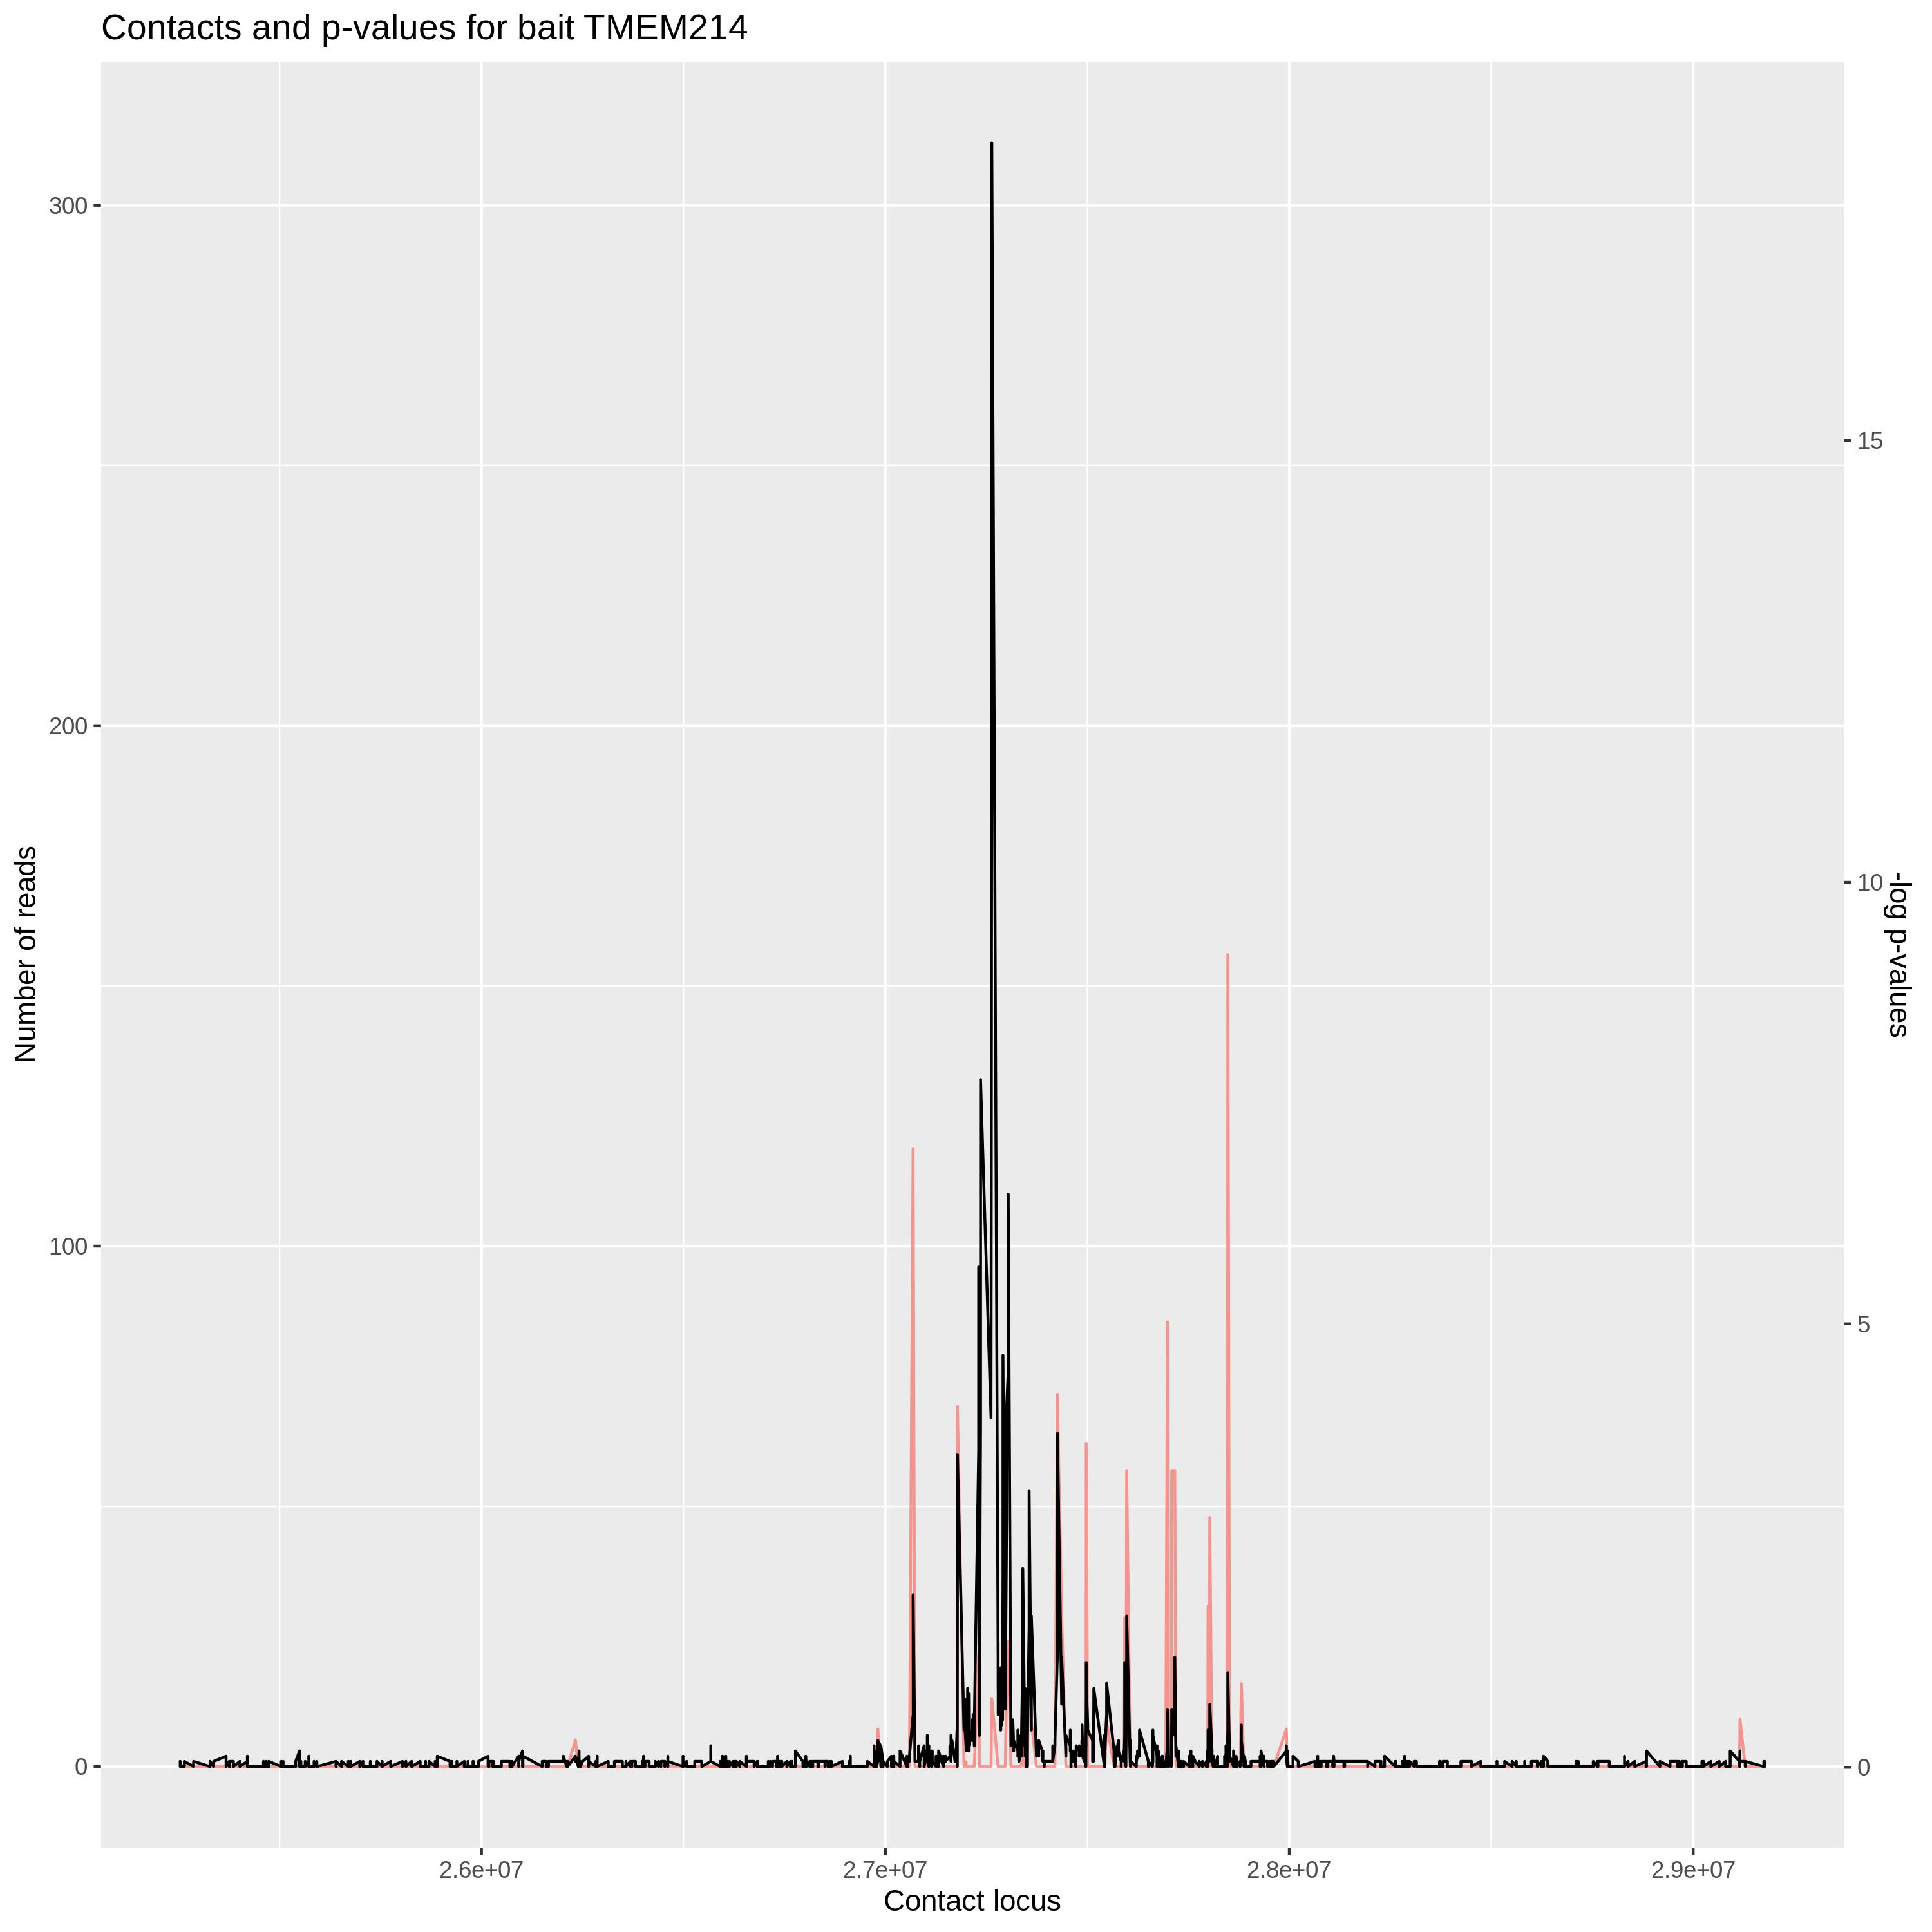 Contacts and p-values for bait TMEM214
300
200
100
0
Number of reads
15
10
5
0
-log p-values
2.6e+07
2.7e+07
2.8e+07
2.9e+07
Contact locus